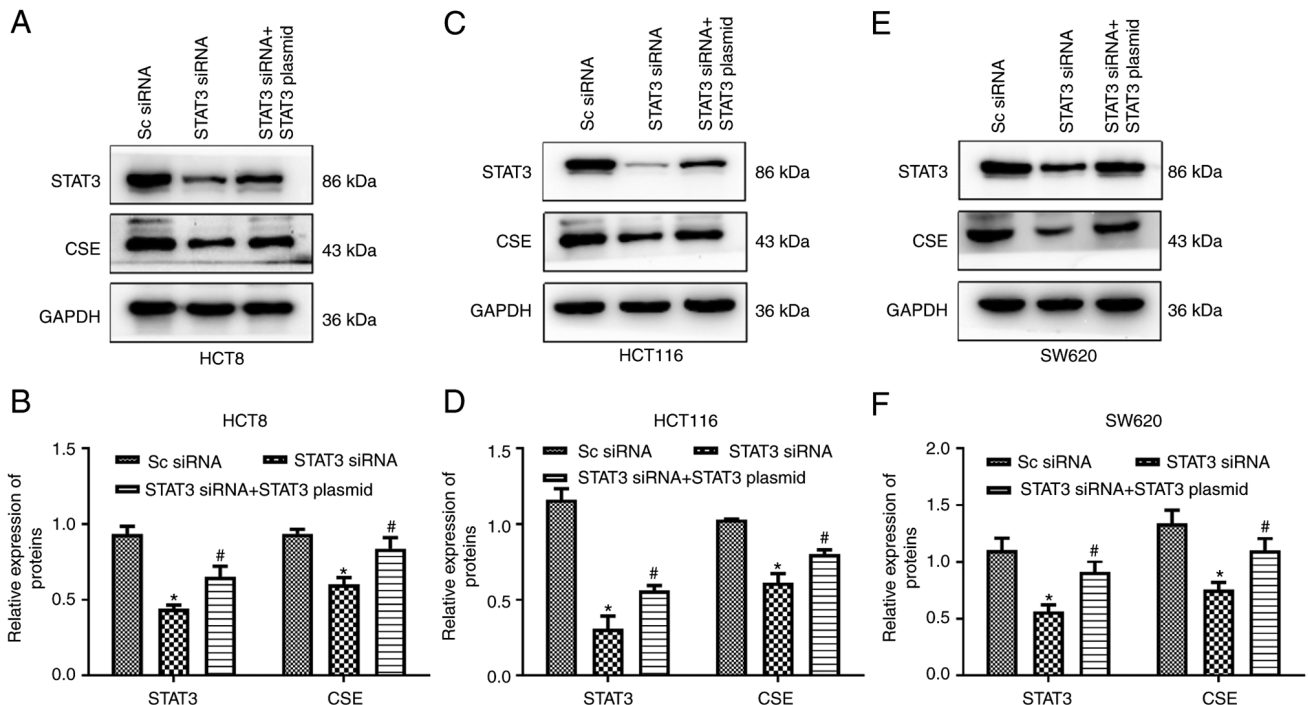 A
Sc siRNA
STAT3 siRNA
STAT3 siRNA+
STAT3 plasmid
STAT3
86 kDa
CSE
43 kDa
GAPDH
36 kDa
HCT8
C
Sc siRNA
STAT3 siRNA
STAT3 siRNA+
STAT3 plasmid
STAT3
86 kDa
CSE
43 kDa
GAPDH
36 kDa
HCT116
E
Sc siRNA
STAT3 siRNA
STAT3 siRNA+
STAT3 plasmid
STAT3
86 kDa
CSE
43 kDa
GAPDH
36 kDa
SW620
B
HCT8
Relative expression of
proteins
1.5
1.0
0.5
0.0
Sc siRNA
STAT3 siRNA
STAT3 siRNA+STAT3 plasmid
*
#
*
#
STAT3
CSE
D
HCT116
Relative expression of
proteins
1.5
1.0
0.5
0.0
Sc siRNA
STAT3 siRNA
STAT3 siRNA+STAT3 plasmid
*
#
*
#
STAT3
CSE
F
SW620
Relative expression of
proteins
2.0
1.5
1.0
0.5
0.0
Sc siRNA
STAT3 siRNA
STAT3 siRNA+STAT3 plasmid
*
#
*
#
STAT3
CSE